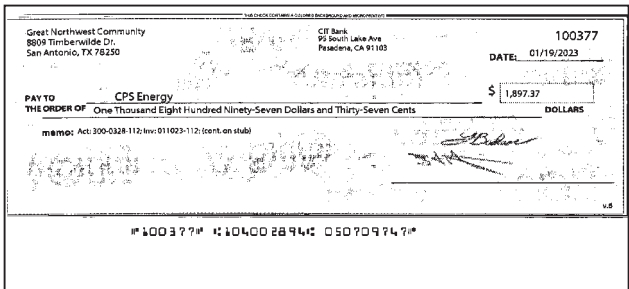 THIS CHECK CONTAINS A COLORED BACKGROUND AND MICROPRINTING
Great Northwest Community
8809 Timberwilde Dr.
San Antonio, TX 78250
CIT Bank
95 South Lake Ave
Pasadena, CA 91103
100377
DATE: 01/19/2023
PAY TO
THE ORDER OF
CPS Energy
$ 1,897.37
One Thousand Eight Hundred Ninety-Seven Dollars and Thirty-Seven Cents
DOLLARS
memo: Act: 300-0328-112; Inv: 011023-112; (cont. on stub)
v.6
⑈100377⑈ ⑆104002894⑆ 050709747⑈